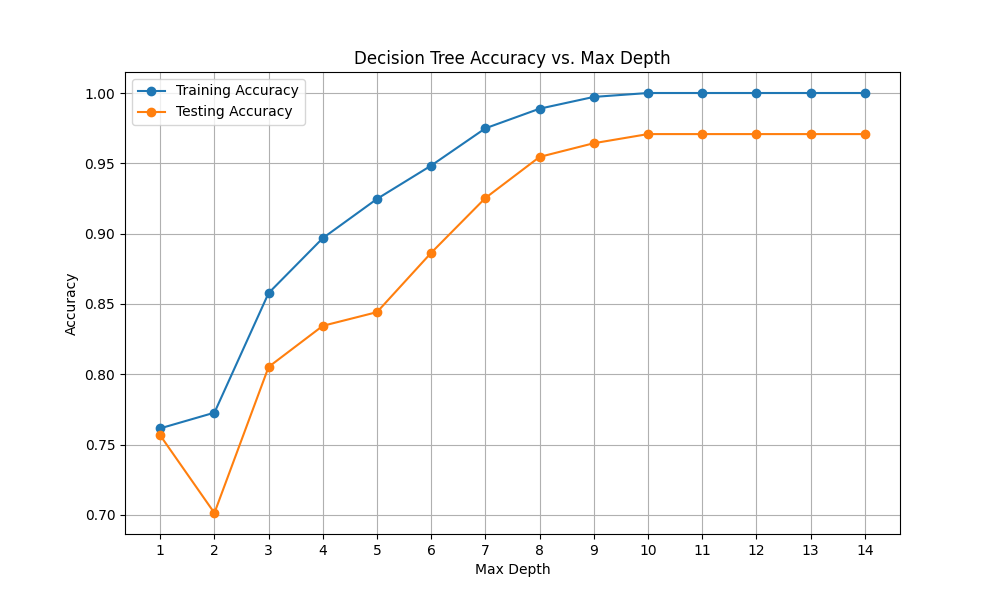 Decision Tree Accuracy vs. Max Depth
Training Accuracy
Testing Accuracy
1.00
0.95
0.90
0.85
0.80
0.75
0.70
Accuracy
1 2 3 4 5 6 7 8 9 10 11 12 13 14
Max Depth